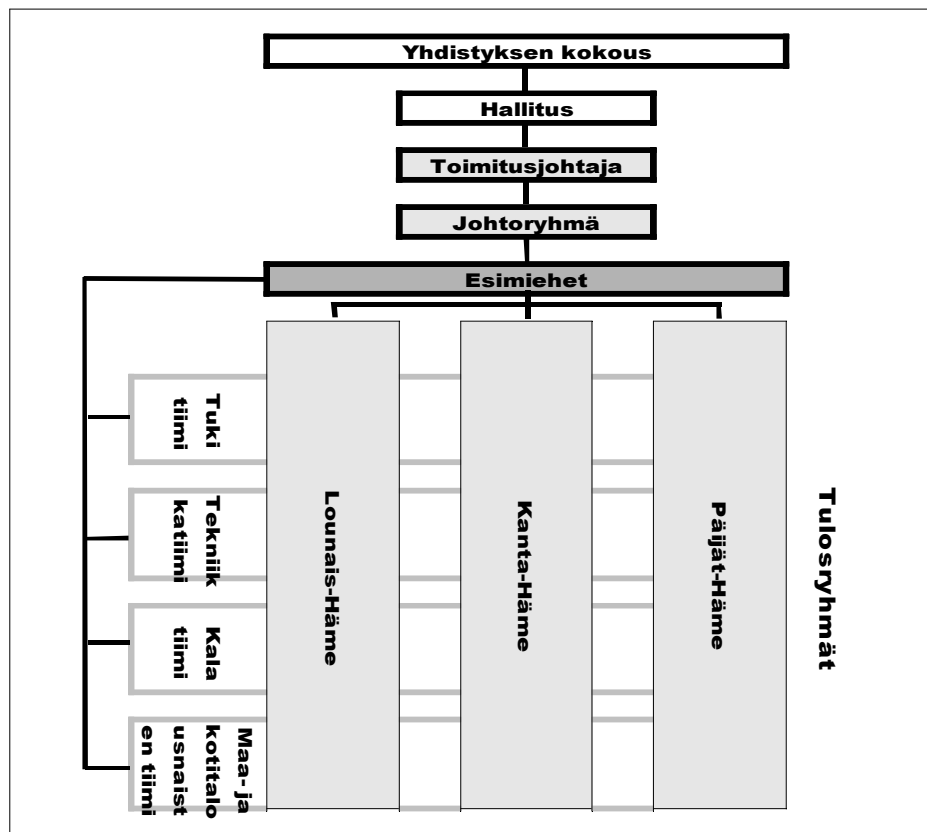 Yhdistyksen kokous
Hallitus
Toimitusjohtaja
Johtoryhmä
Esimiehet
Tuki
tiimi
Tekniik
katiimi
Kala
tiimi
Maa- ja
kotitalo
usnaist
en tiimi
Lounais-Häme
Kanta-Häme
Päijät-Häme
Tulosryhmät